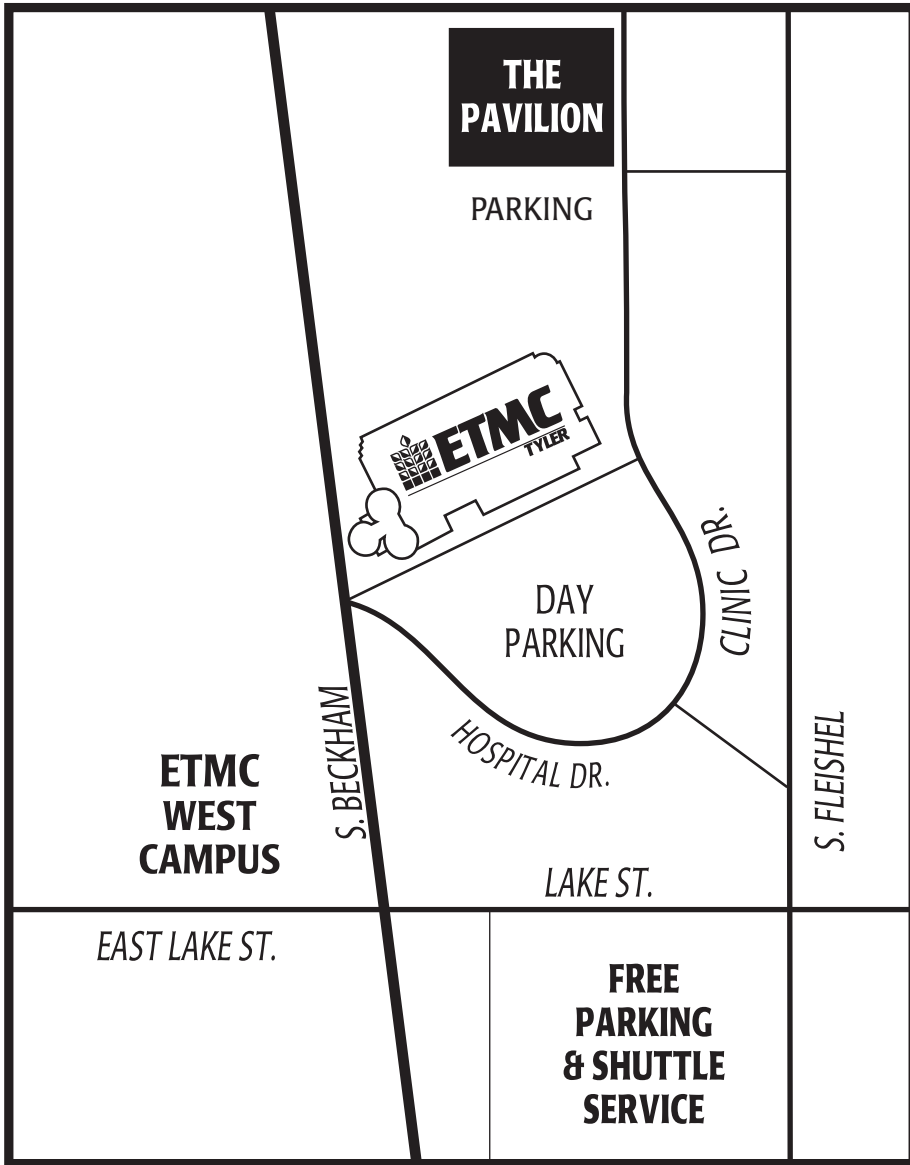 THE
PAVILION
PARKING
ETMC
TYLER
CLINIC DR.
DAY
PARKING
S. BECKHAM
HOSPITAL DR.
S. FLEISHEL
ETMC
WEST
CAMPUS
LAKE ST.
EAST LAKE ST.
FREE
PARKING
& SHUTTLE
SERVICE